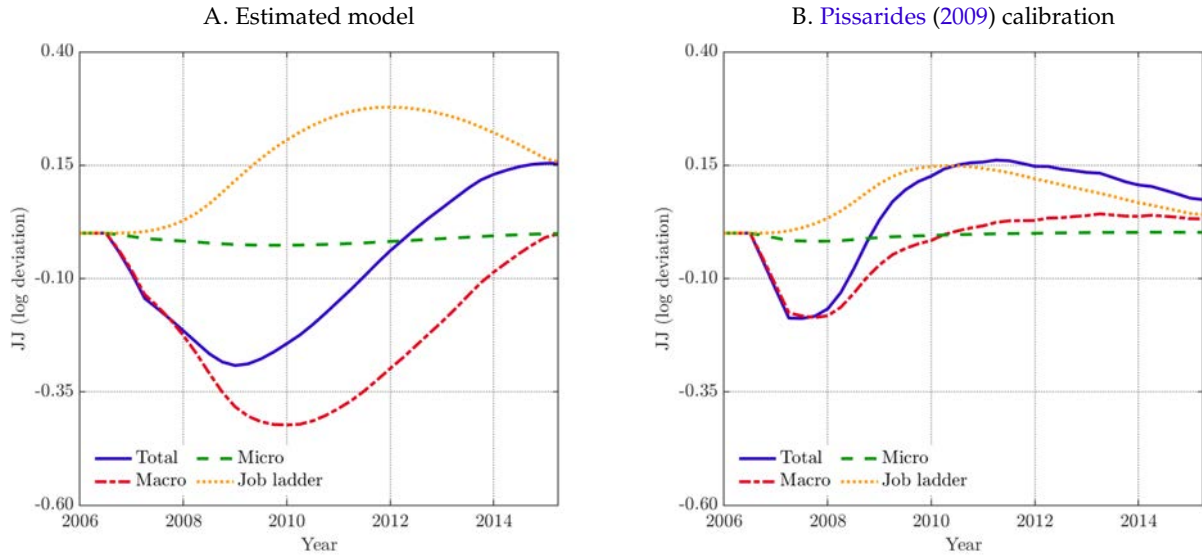 A. Estimated model
0.40
0.15
-0.10
-0.35
-0.60
JJ (log deviation)
Total
Micro
Macro
Job ladder
2006 2008 2010 2012 2014
Year
B. Pissarides (2009) calibration
0.40
0.15
-0.10
-0.35
-0.60
JJ (log deviation)
Total
Micro
Macro
Job ladder
2006 2008 2010 2012 2014
Year